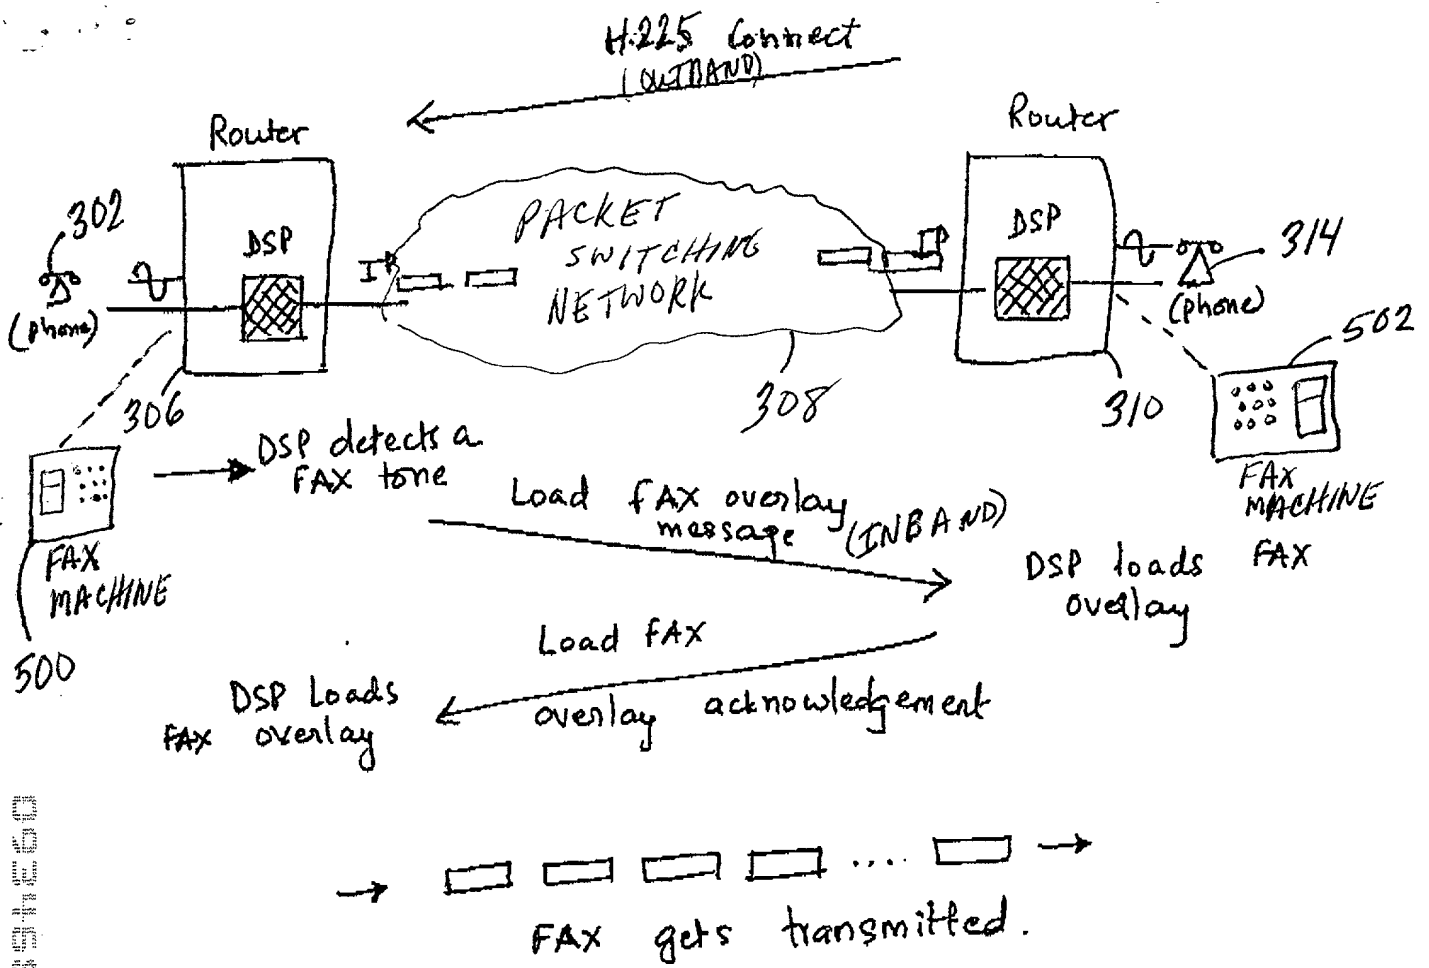 H.225 Connect
(OUTBAND)
Router
Router
302
DSP
IP
PACKET
SWITCHING
NETWORK
IP
DSP
314
(phone)
(phone)
306
308
310
502
DSP detects a
FAX tone
FAX
MACHINE
Load fAX overlay
message (INBAND)
FAX
MACHINE
500
DSP loads FAX
overlay
Load fAX
overlay acknowledgement
DSP Loads
FAX overlay
....
FAX gets transmitted.